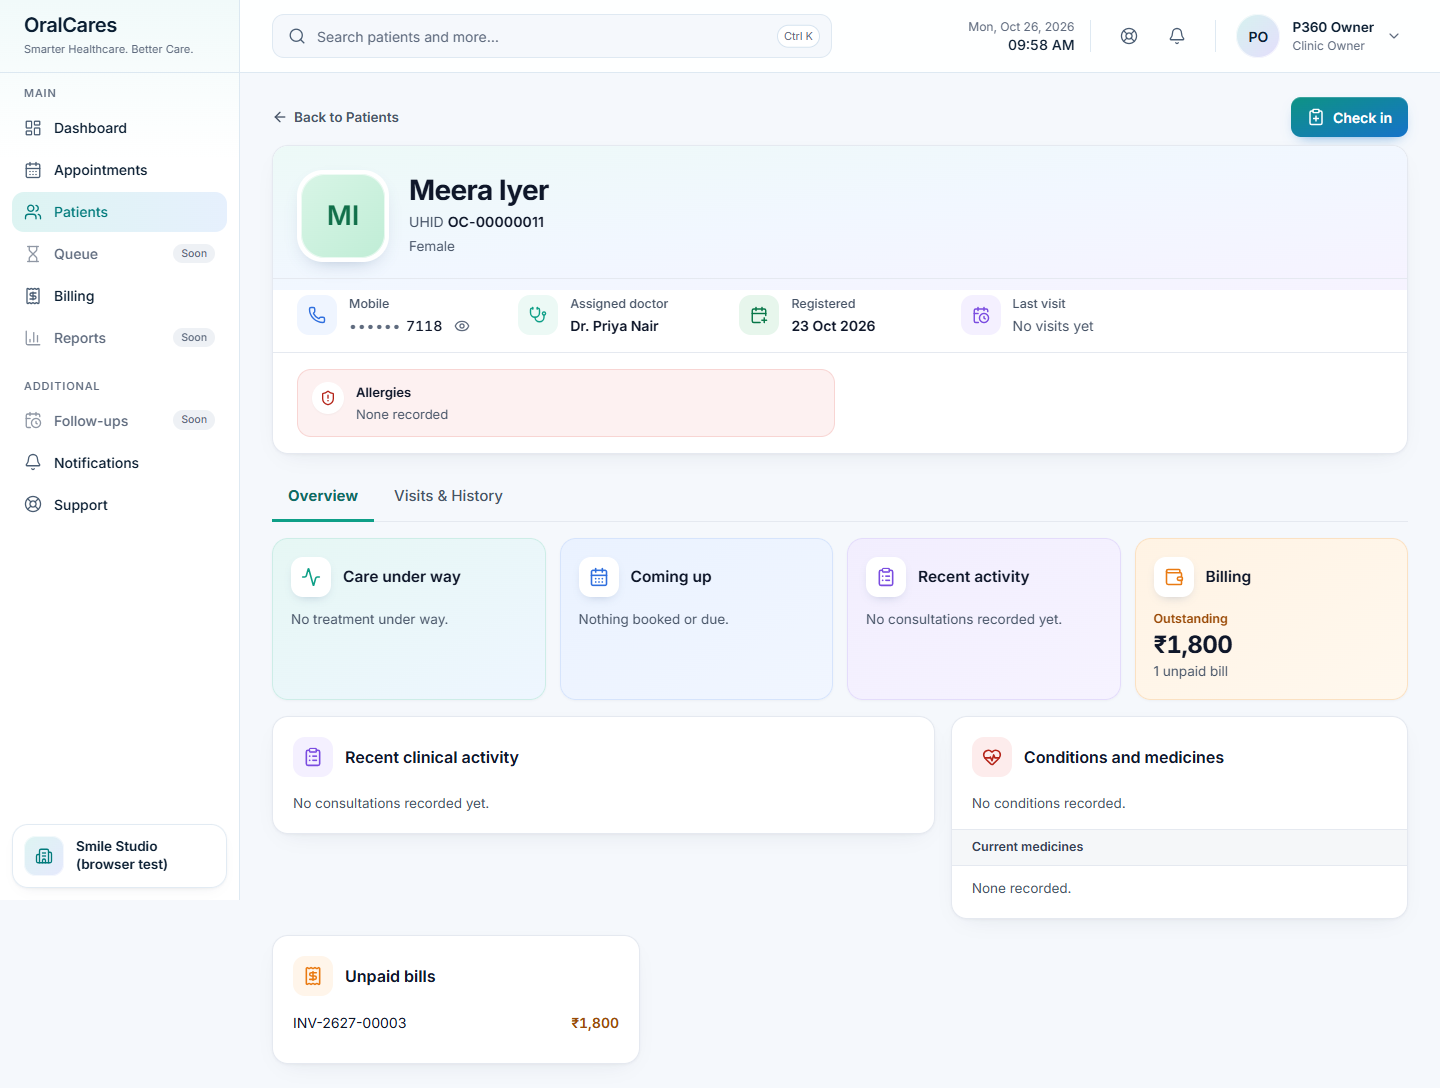 OralCares
Smarter Healthcare. Better Care.
Search patients and more...
Ctrl K
Mon, Oct 26, 2026
09:58 AM
PO
P360 Owner
Clinic Owner
MAIN
Dashboard
Appointments
Patients
Queue
Soon
Billing
Reports
Soon
ADDITIONAL
Follow-ups
Soon
Notifications
Support
Smile Studio
(browser test)
Back to Patients
Check in
MI
Meera Iyer
UHID OC-00000011
Female
Mobile
•••••• 7118
Assigned doctor
Dr. Priya Nair
Registered
23 Oct 2026
Last visit
No visits yet
Allergies
None recorded
Overview
Visits & History
Care under way
No treatment under way.
Coming up
Nothing booked or due.
Recent activity
No consultations recorded yet.
Billing
Outstanding
₹1,800
1 unpaid bill
Recent clinical activity
No consultations recorded yet.
Conditions and medicines
No conditions recorded.
Current medicines
None recorded.
Unpaid bills
INV-2627-00003
₹1,800